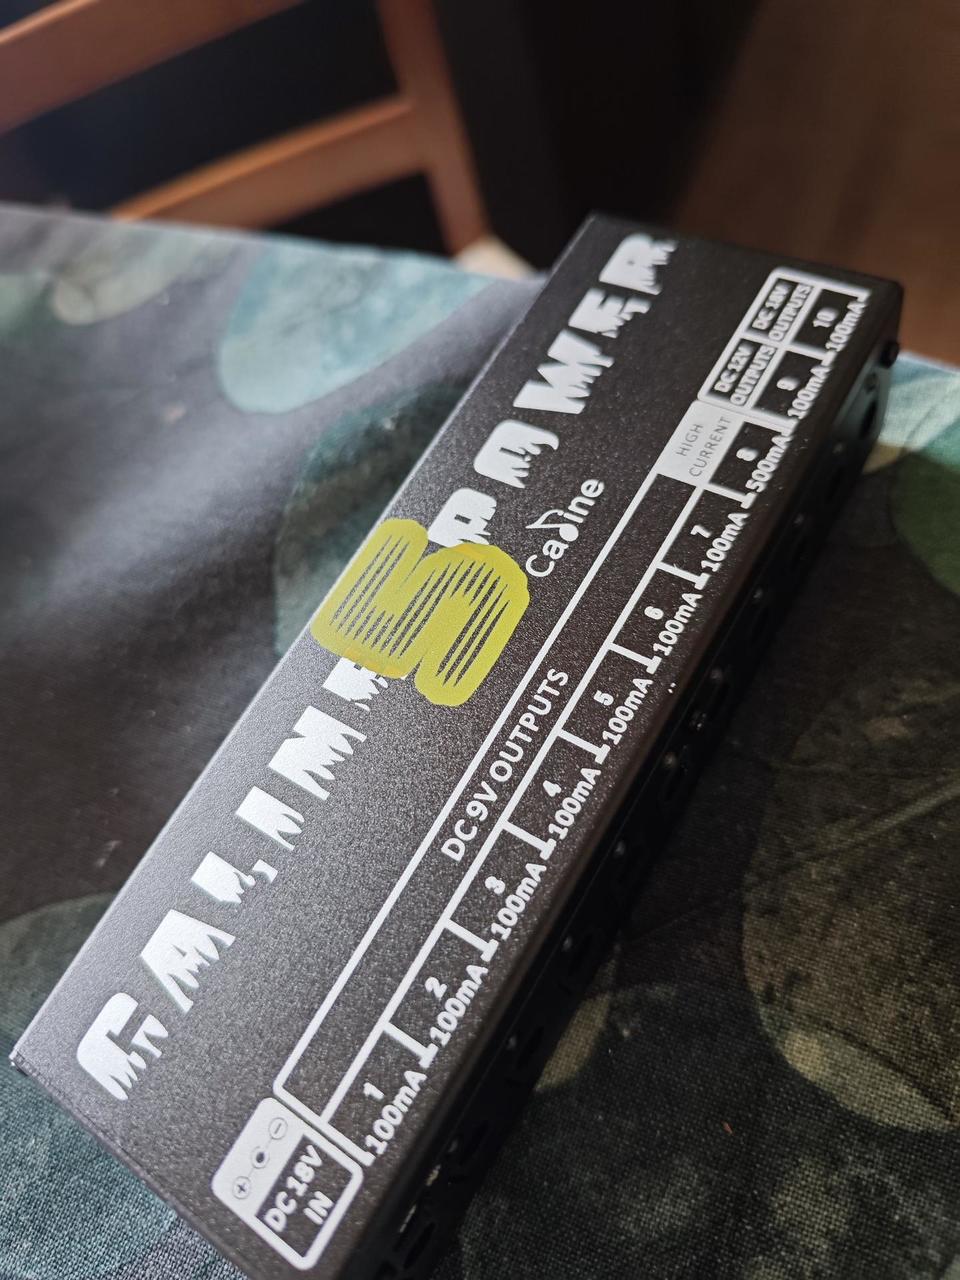 CALINE POWER
Caline
DC 9V OUTPUTS
HIGH CURRENT
DC 12V OUTPUTS
DC 18V OUTPUTS
DC 18V IN
1 2 3 4 5 6 7 8 9 10
100mA 100mA 100mA 100mA 100mA 100mA 100mA 500mA 100mA 100mA